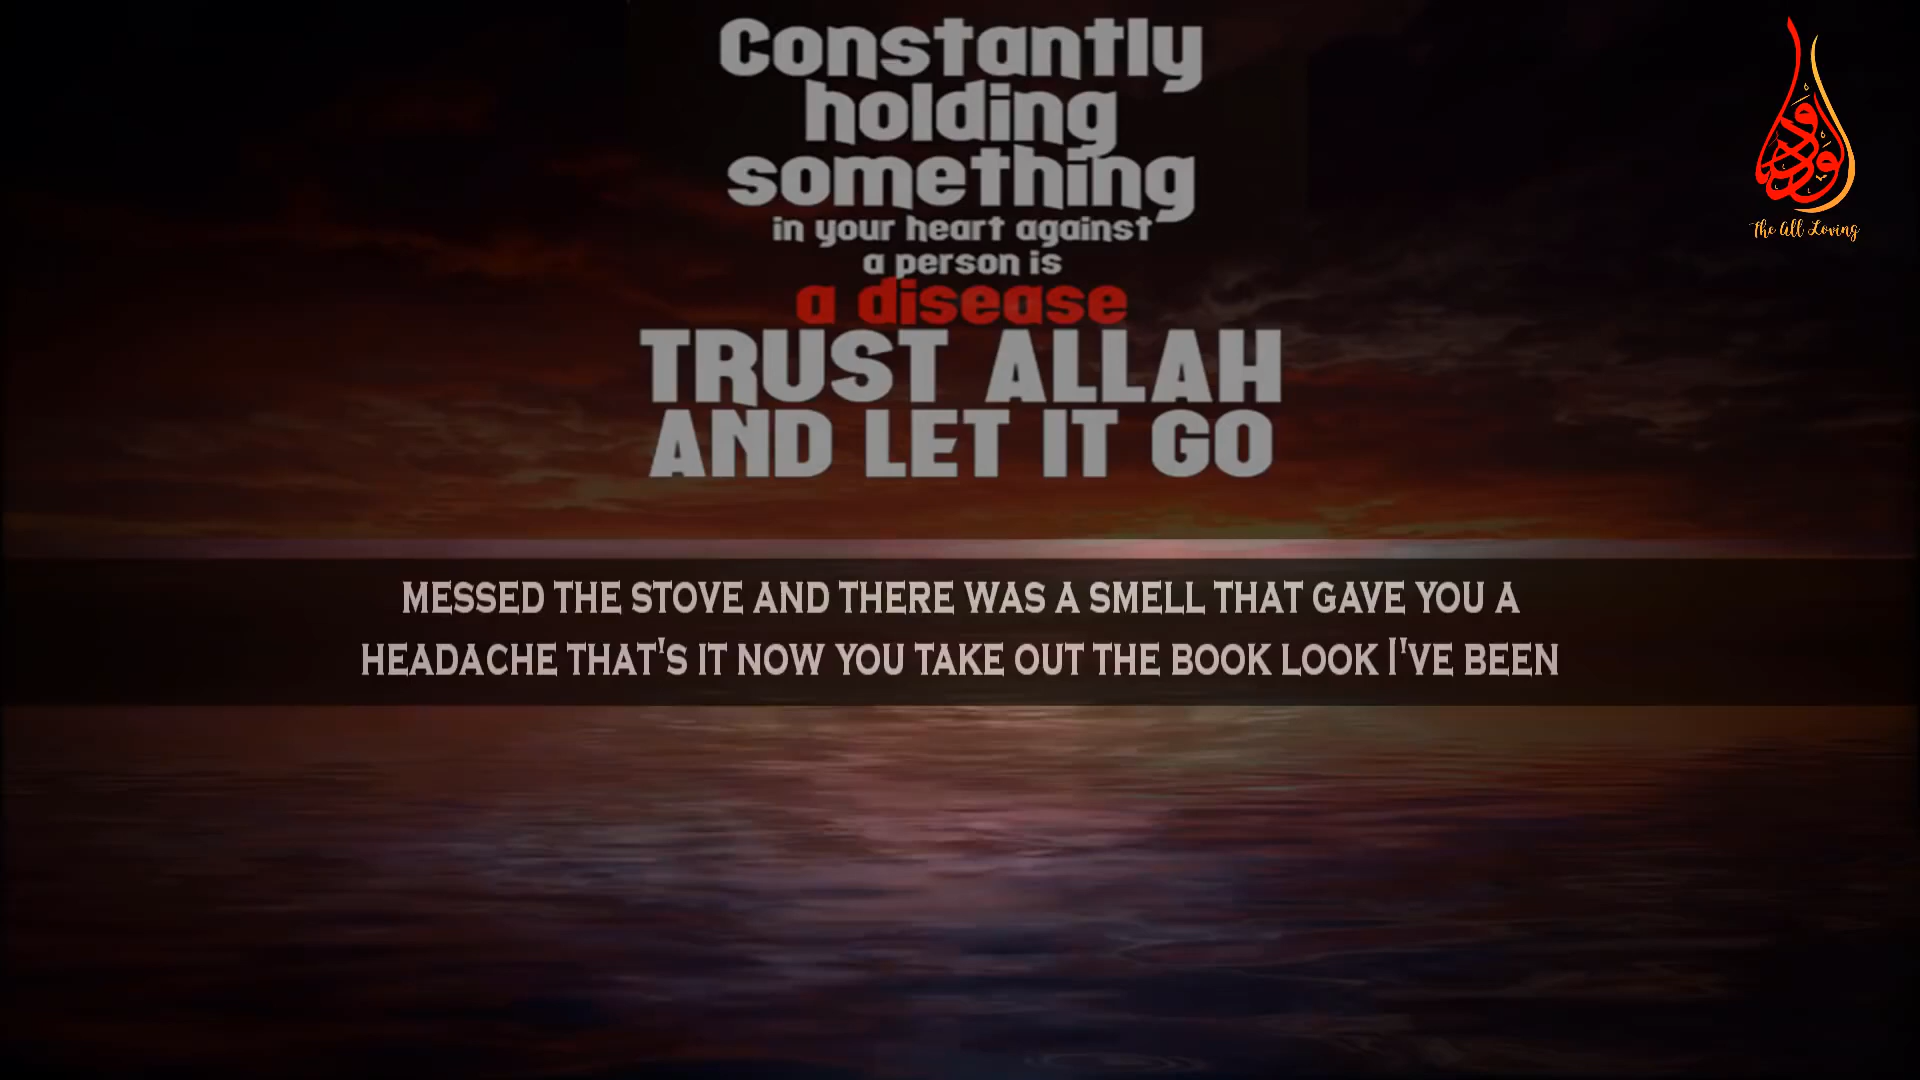 Constantly
holding
something
in your heart against
a person is
a disease
TRUST ALLAH
AND LET IT GO
The All Loving
MESSED THE STOVE AND THERE WAS A SMELL THAT GAVE YOU A
HEADACHE THAT'S IT NOW YOU TAKE OUT THE BOOK LOOK I'VE BEEN